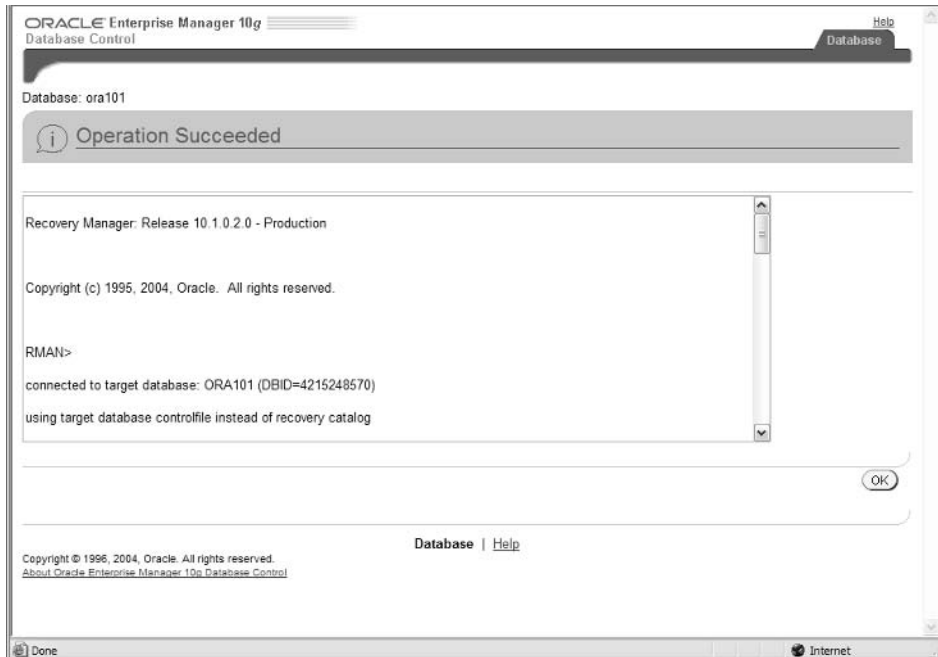 ORACLE Enterprise Manager 10g
Database Control
Help
Database
Database: ora101
i Operation Succeeded
Recovery Manager: Release 10.1.0.2.0 - Production
Copyright (c) 1995, 2004, Oracle. All rights reserved.
RMAN>
connected to target database: ORA101 (DBID=4215248570)
using target database controlfile instead of recovery catalog
OK
Database | Help
Copyright © 1996, 2004, Oracle. All rights reserved.
About Oracle Enterprise Manager 10g Database Control
Done
Internet